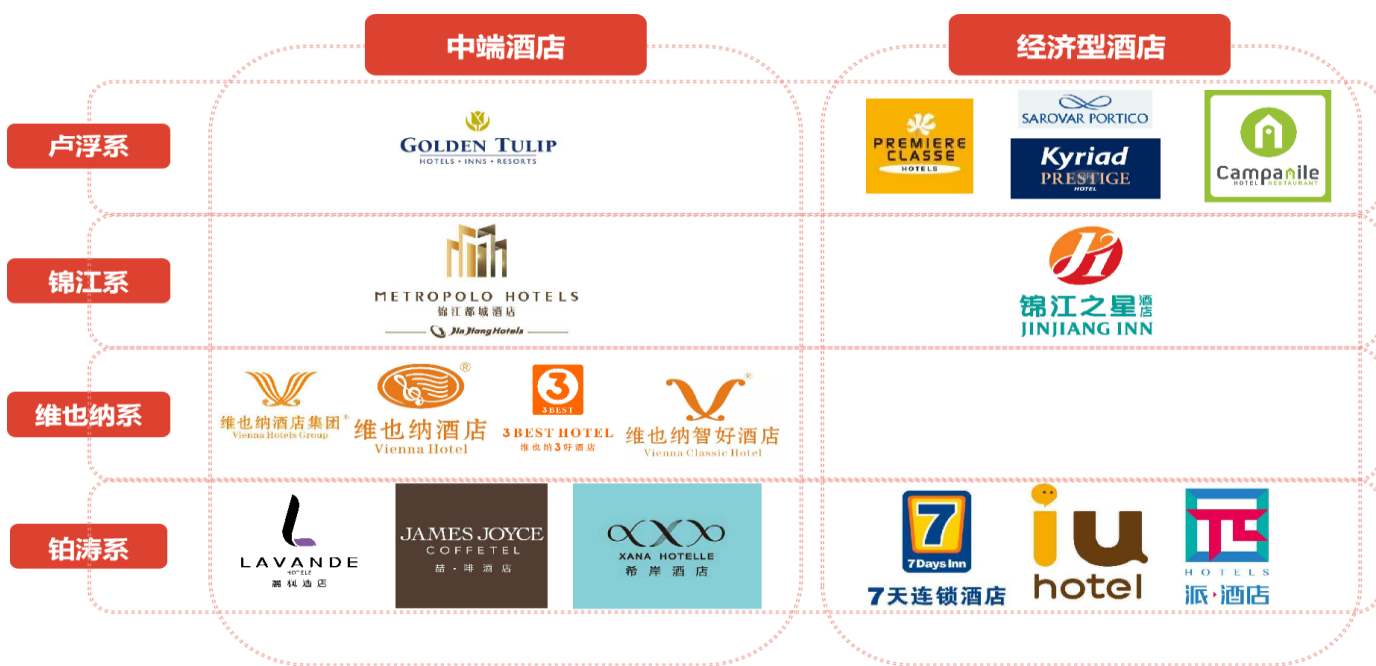 中端酒店
经济型酒店
卢浮系
GOLDEN TULIP
HOTELS • INNS • RESORTS
PREMIERE
CLASSE
HOTELS
SAROVAR PORTICO
Kyriad
PRESTIGE
HOTEL
Campanile
HOTEL RESTAURANT
锦江系
METROPOLO HOTELS
锦江都城酒店
Jin Jiang Hotels
锦江之星酒店
JINJIANG INN
维也纳系
维也纳酒店集团®
Vienna Hotels Group
®
维也纳酒店
Vienna Hotel
3
3BEST
3BEST HOTEL
维也纳3好酒店
®
维也纳智好酒店
Vienna Classic Hotel
铂涛系
LAVANDE
HOTELS
麗枫酒店
JAMES JOYCE
COFFETEL
喆·啡酒店
XANA HOTELLE
希岸酒店
7
7Days Inn
7天连锁酒店
iu
hotel
HOTELS
派·酒店